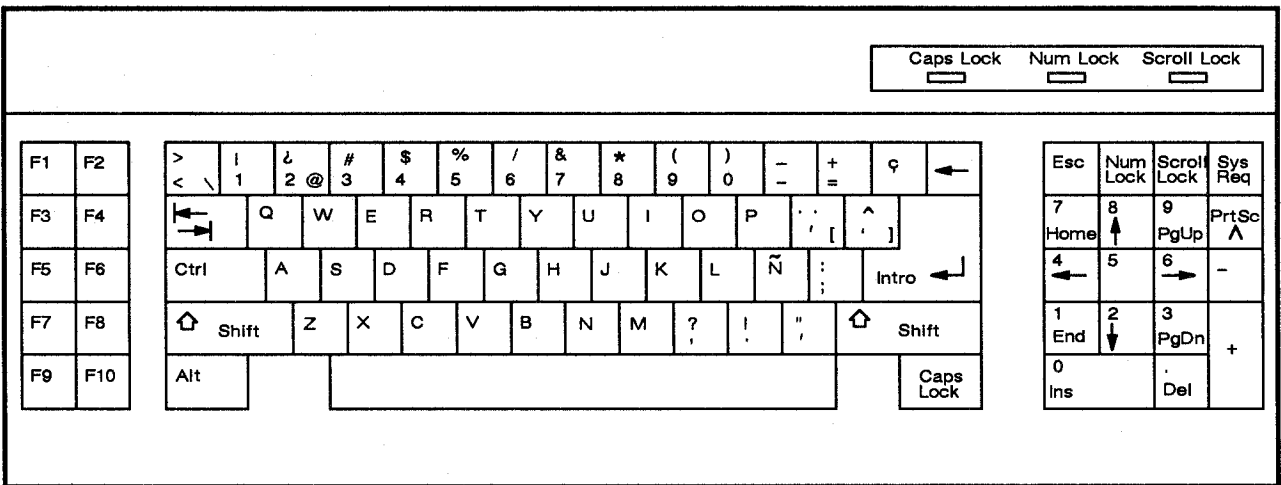 Caps Lock Num Lock Scroll Lock
F1 F2 > | ¿ # $ % / & * ( ) — + ç Esc Num Scroll Sys
< \ 1 2 @ 3 4 5 6 7 8 9 0 – = Lock Lock Req
F3 F4 Q W E R T Y U I O P ¨ ^ 7 8 9 PrtSc
´ [ ` ] Home PgUp
F5 F6 Ctrl A S D F G H J K L Ñ : ; Intro 4 5 6 –
F7 F8 Shift Z X C V B N M ? ! " Shift 1 2 3 +
, . ' End PgDn
F9 F10 Alt Caps 0 .
Lock Ins Del